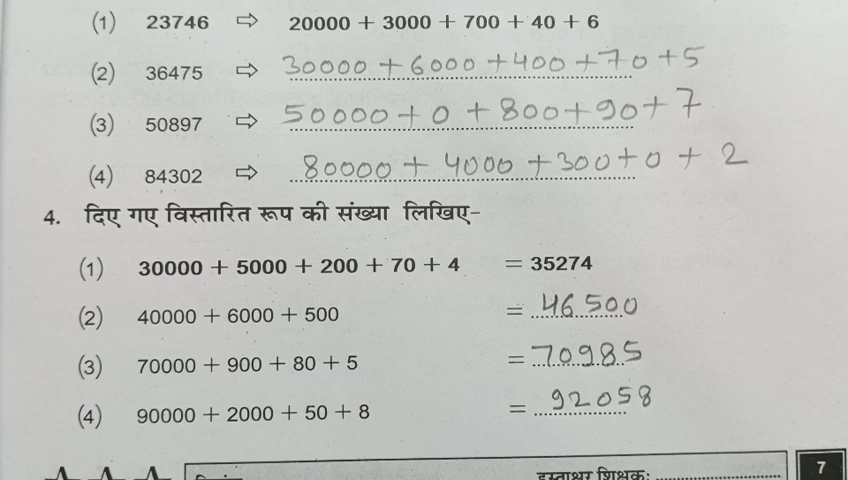 (1) 23746 ⇨ 20000 + 3000 + 700 + 40 + 6
(2) 36475 ⇨ 30000 + 6000 + 400 + 70 + 5
(3) 50897 ⇨ 50000 + 0 + 800 + 90 + 7
(4) 84302 ⇨ 80000 + 4000 + 300 + 0 + 2
4. दिए गए विस्तारित रूप की संख्या लिखिए-
(1) 30000 + 5000 + 200 + 70 + 4 = 35274
(2) 40000 + 6000 + 500 = 46500
(3) 70000 + 900 + 80 + 5 = 70985
(4) 90000 + 2000 + 50 + 8 = 92058
हस्ताक्षर शिक्षक: 7